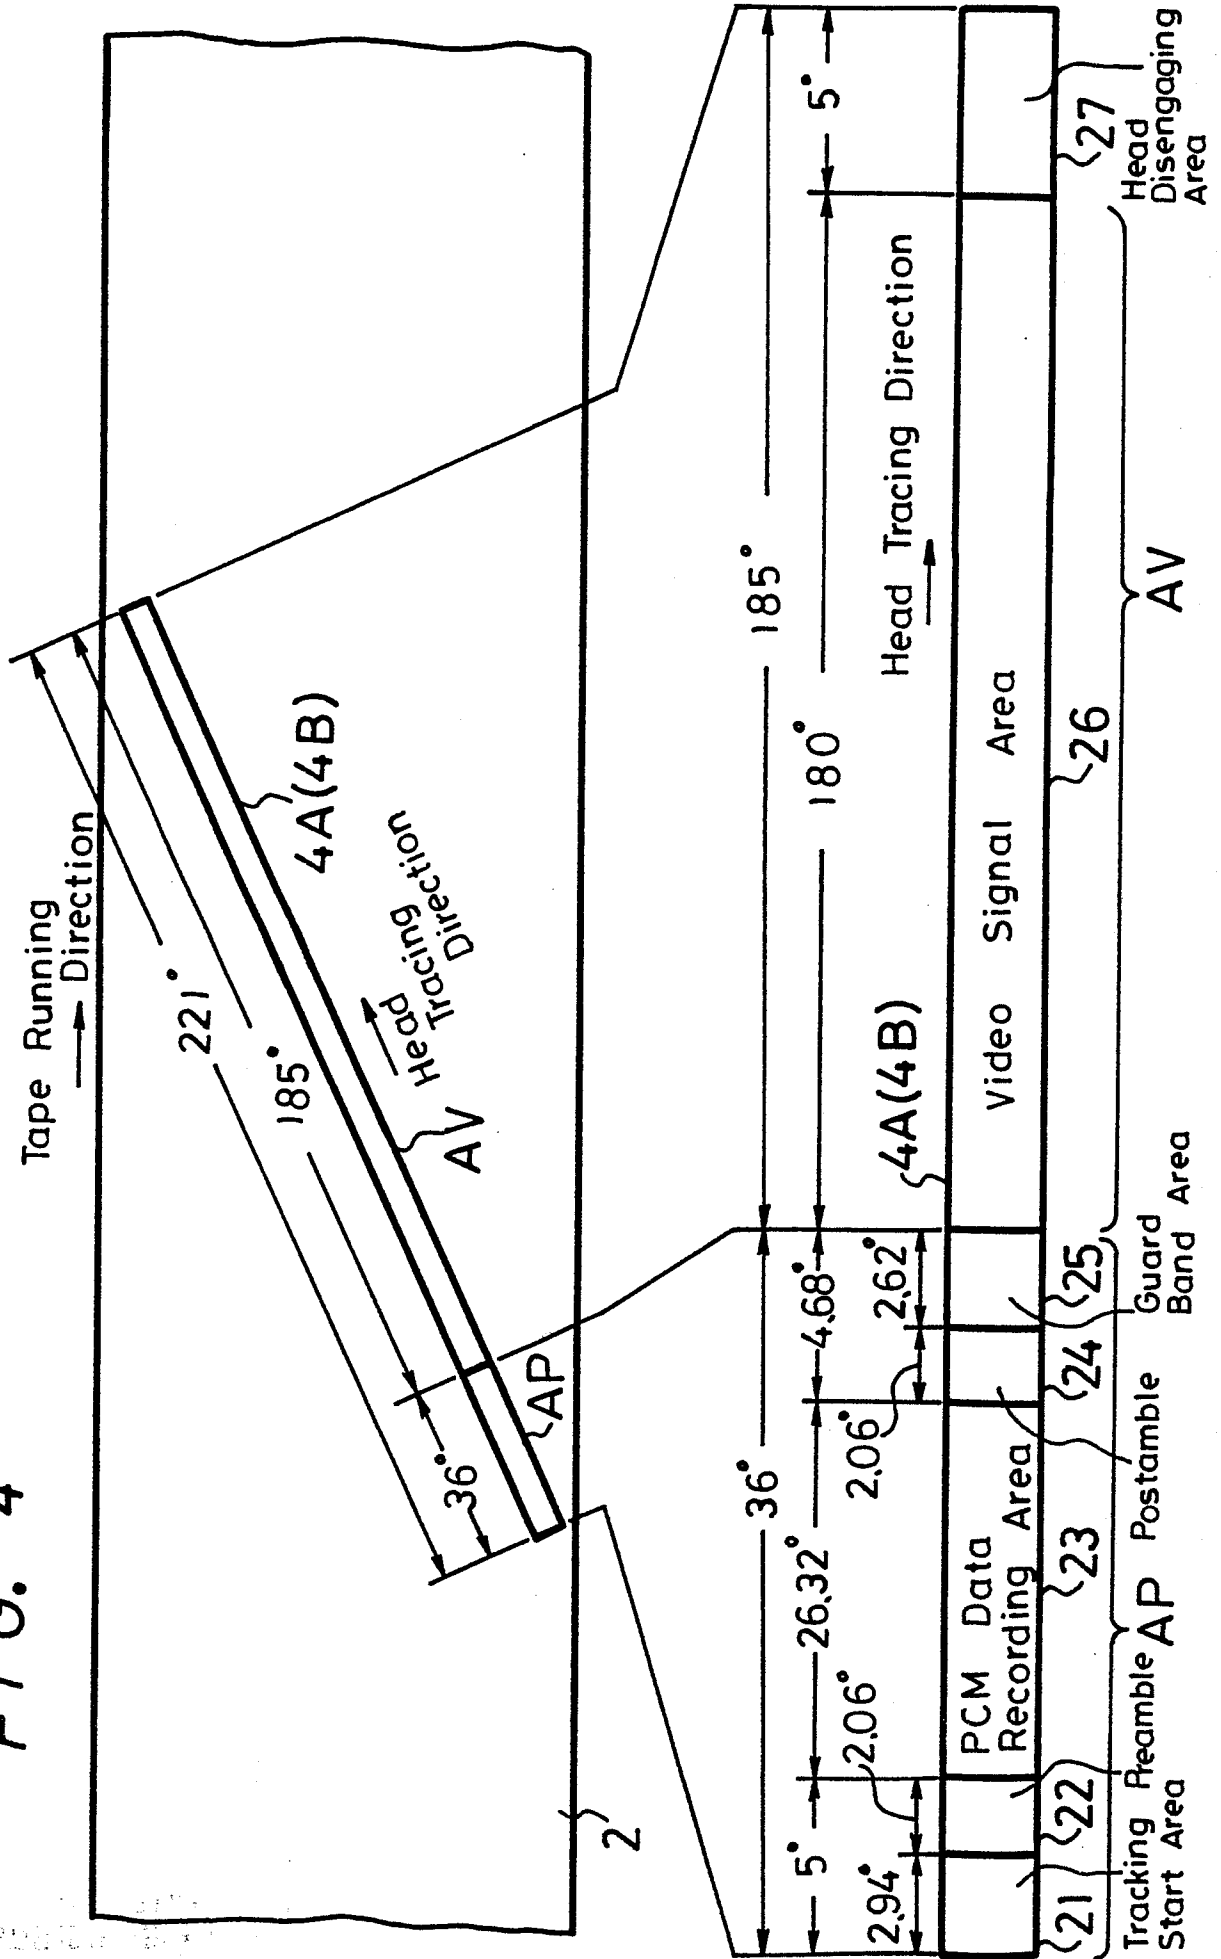 FIG. 4
Tape Running
Direction
221°
185°
36°
4A(4B)
Head
Tracing
Direction
AV
AP
2
185°
5°
180°
36°
4.68°
2.62°
2.06°
26.32°
2.06°
5°
2.94°
Head Tracing Direction
4A(4B)
PCM Data
Recording Area
Video Signal Area
21
22
23
24
25
26
27
Tracking
Start Area
Preamble
AP
Postamble
Guard
Band Area
AV
Head
Disengaging
Area